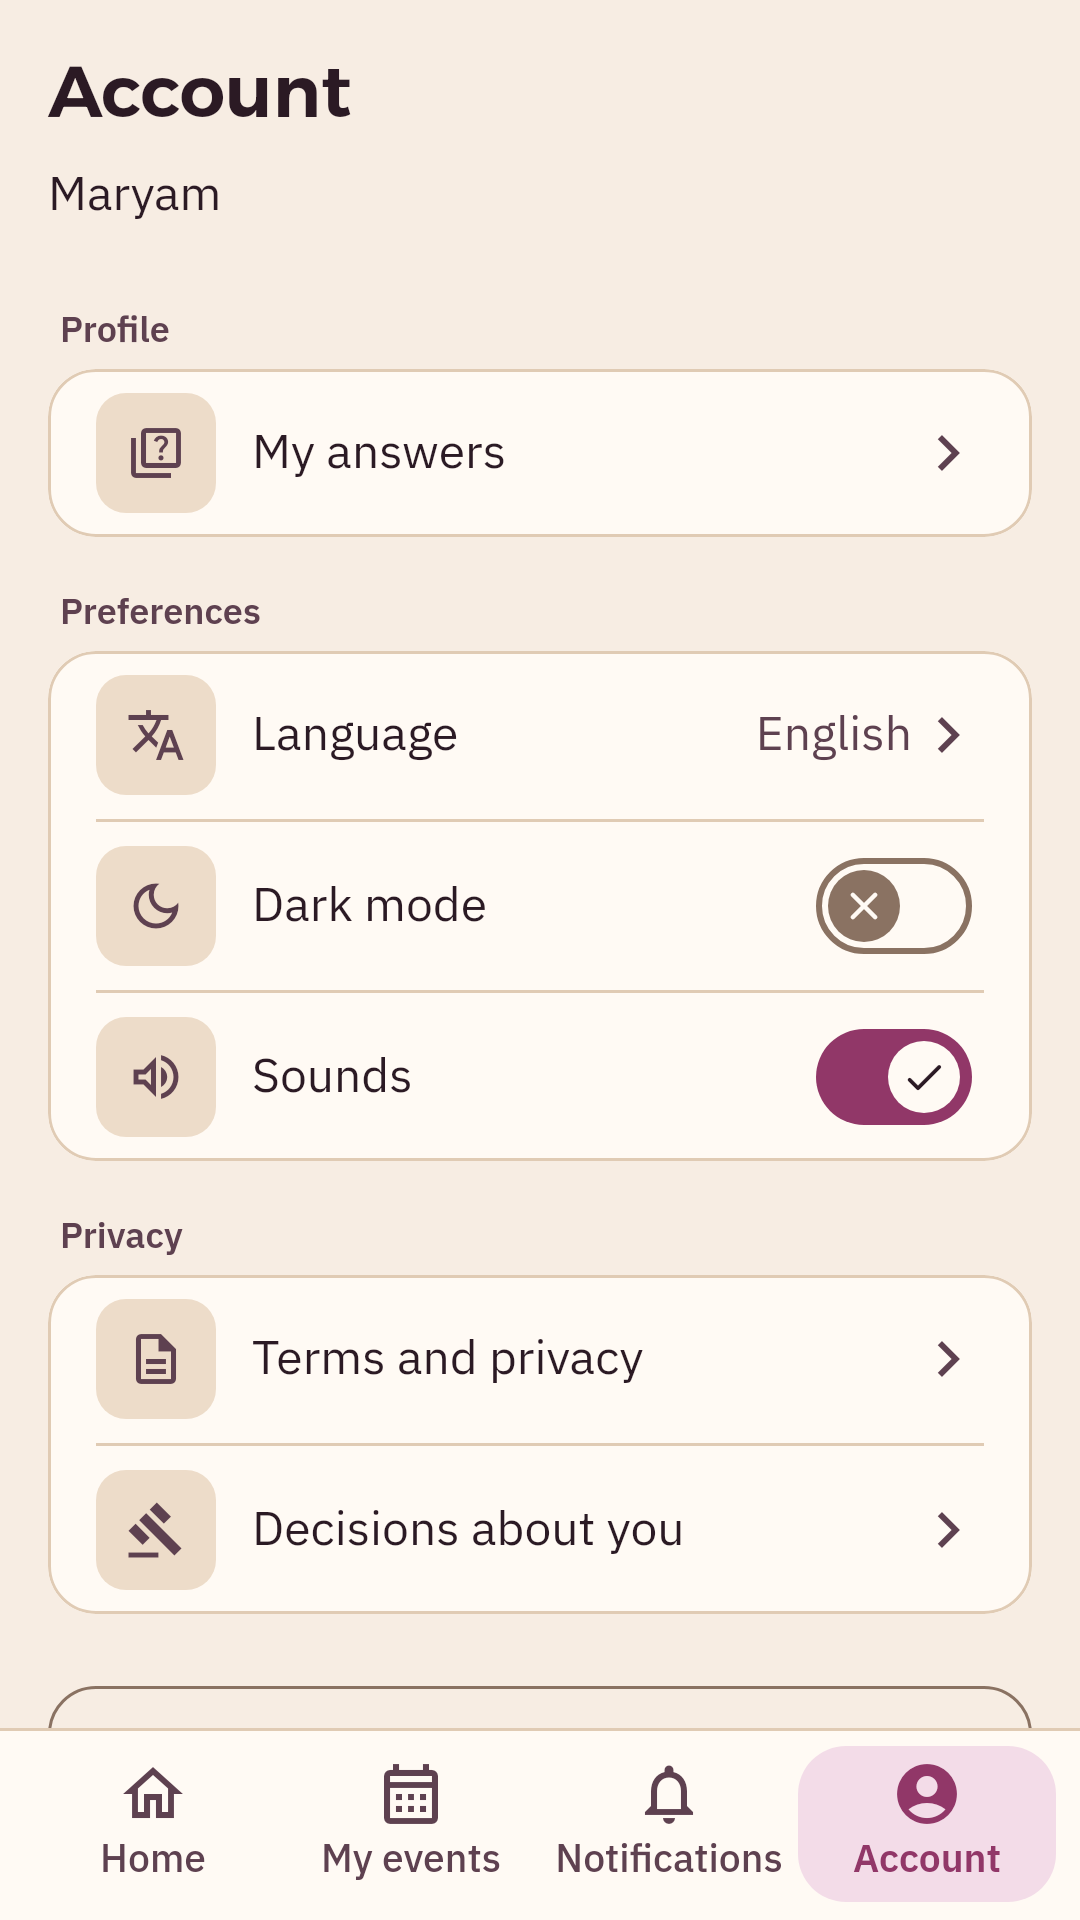 Account
Maryam
Profile
My answers
Preferences
Language English
Dark mode
Sounds
Privacy
Terms and privacy
Decisions about you
Home My events Notifications Account